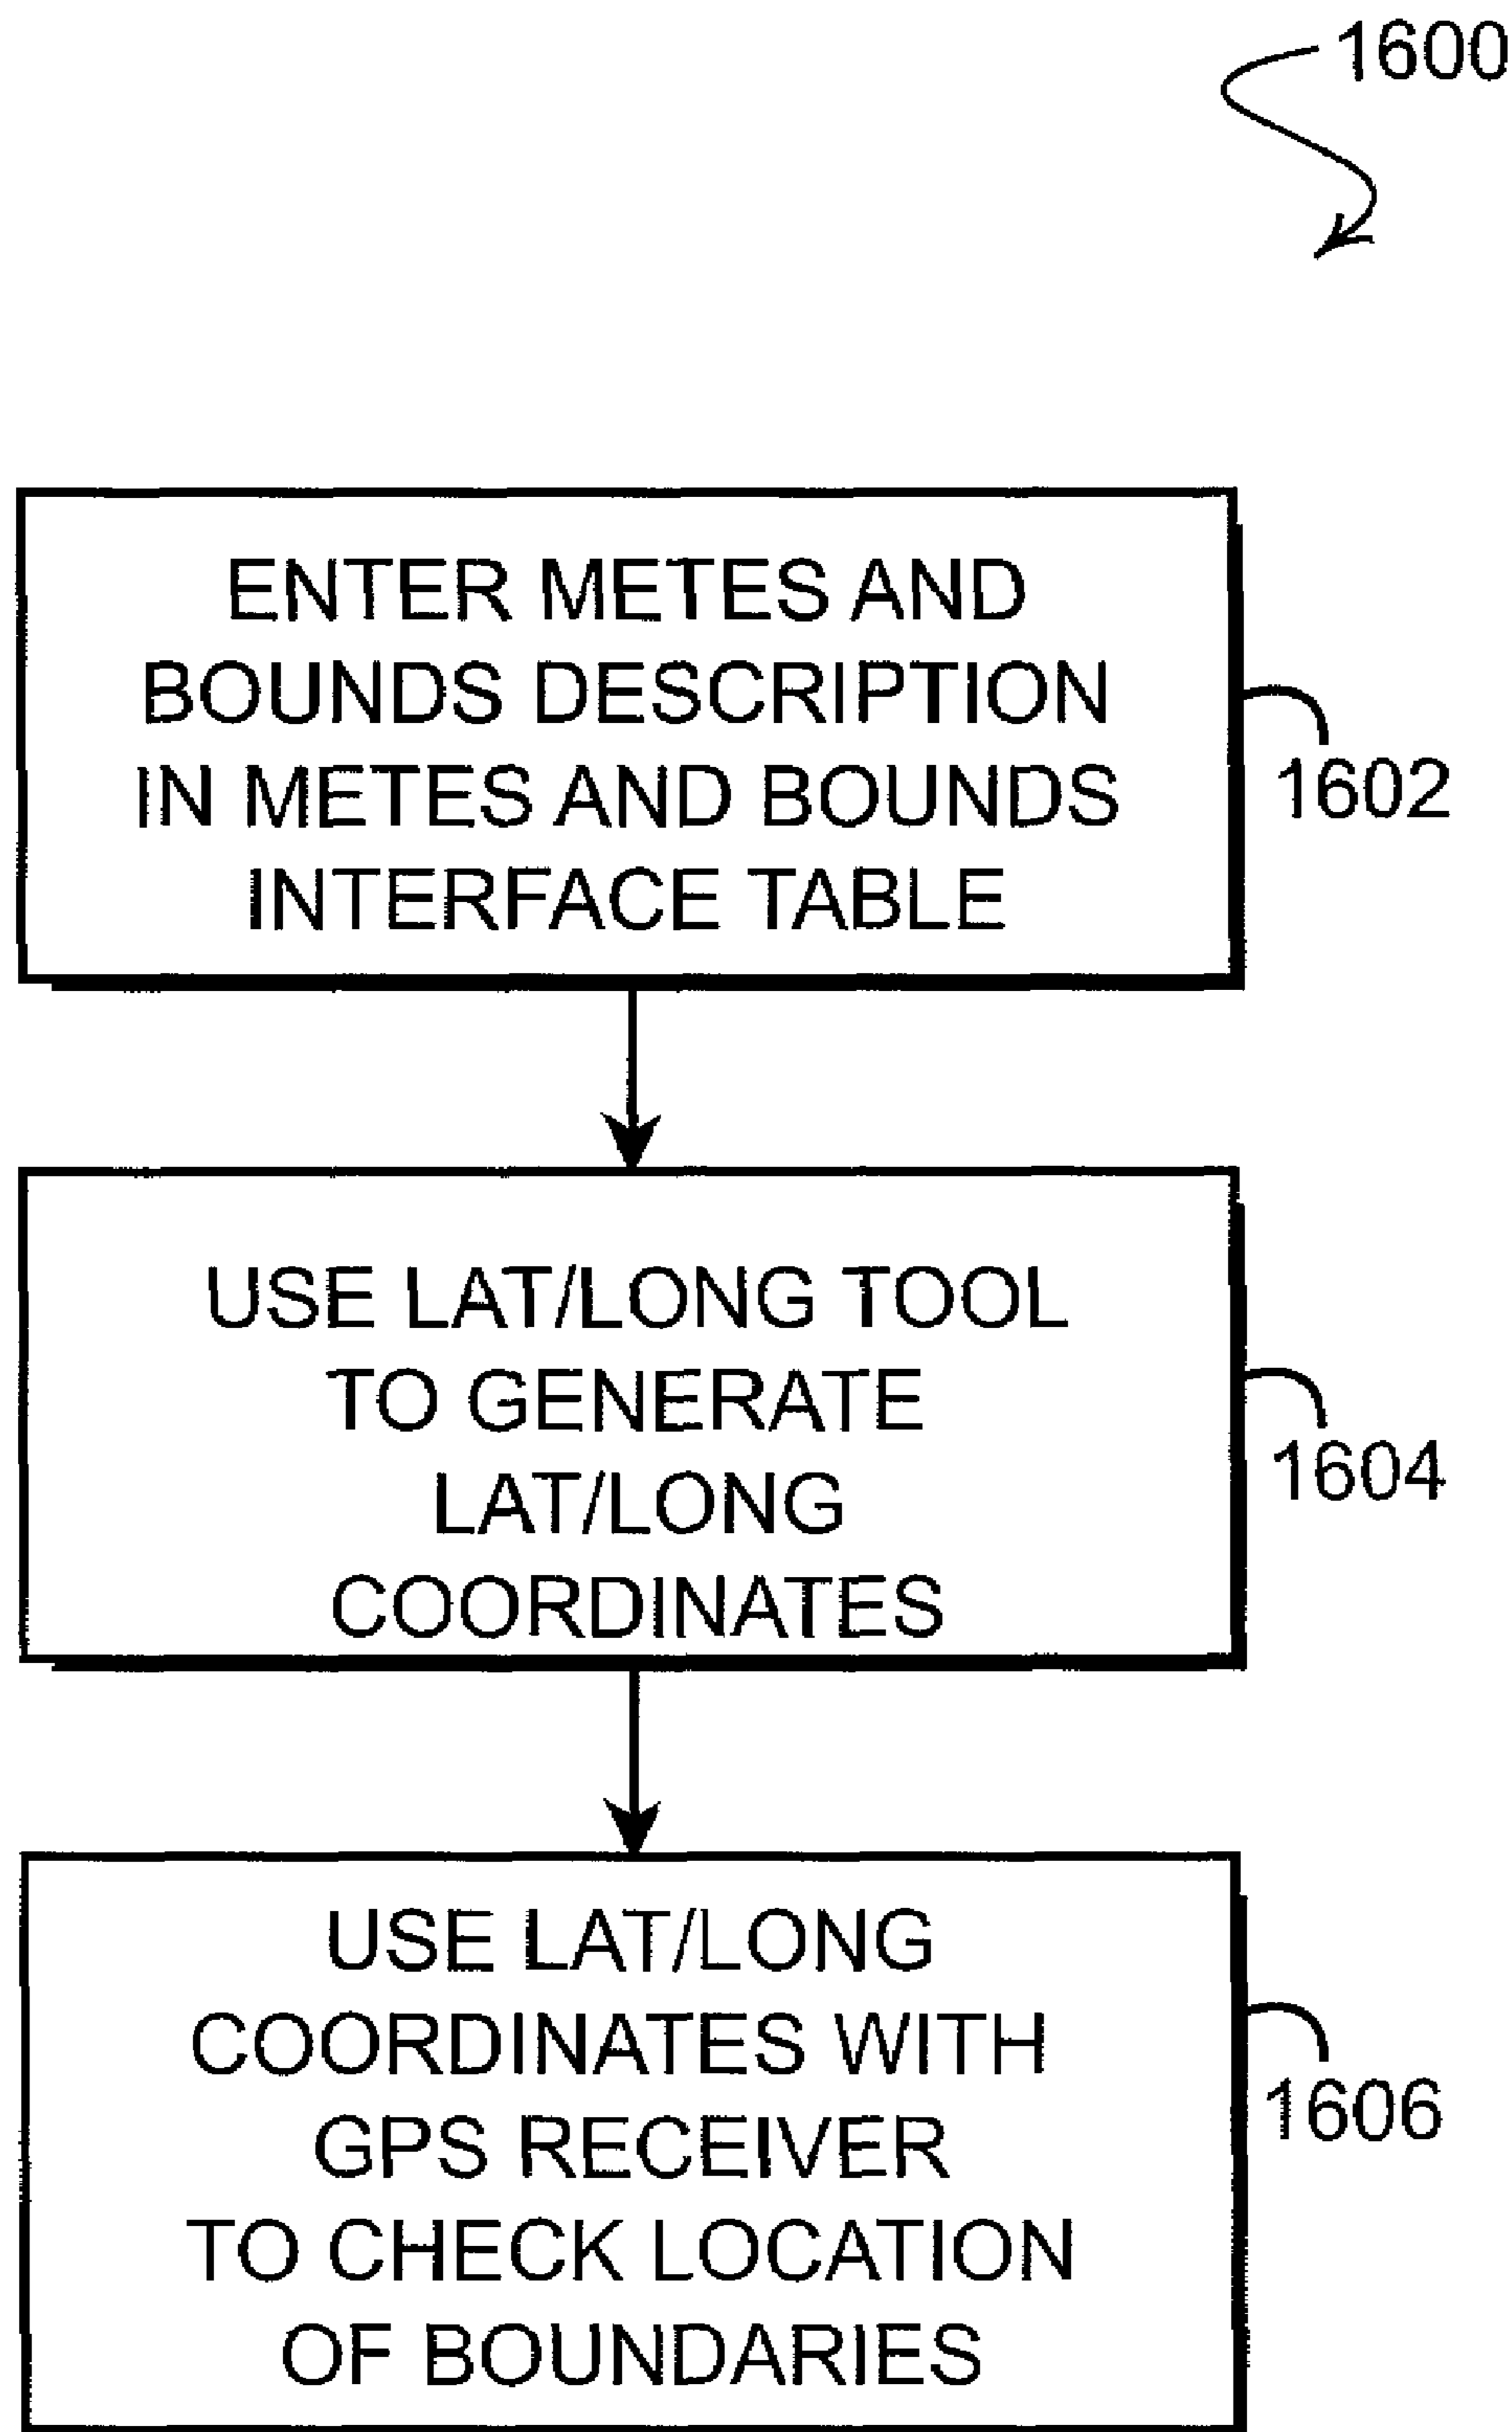 1600
ENTER METES AND
BOUNDS DESCRIPTION
IN METES AND BOUNDS
INTERFACE TABLE
1602
USE LAT/LONG TOOL
TO GENERATE
LAT/LONG
COORDINATES
1604
USE LAT/LONG
COORDINATES WITH
GPS RECEIVER
TO CHECK LOCATION
OF BOUNDARIES
1606